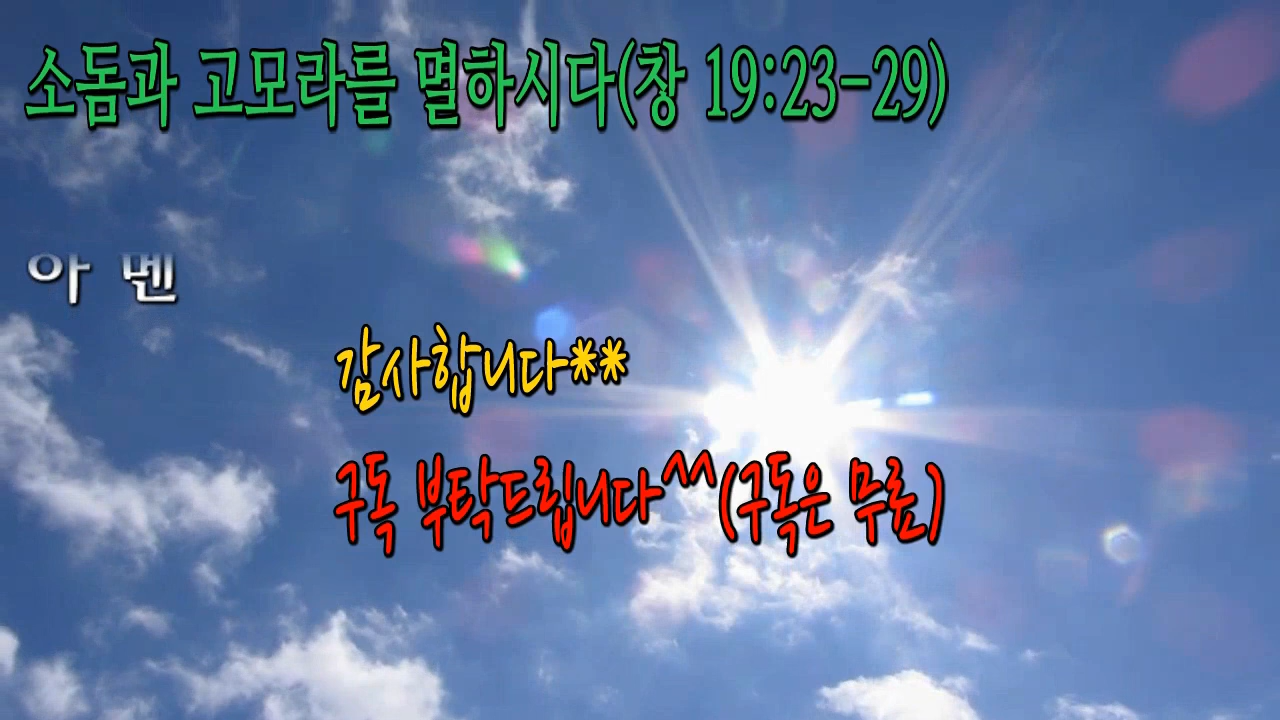 소돔과 고모라를 멸하시다(창 19:23-29)
아 멘
감사합니다**
구독 부탁드립니다^^(구독은 무료)